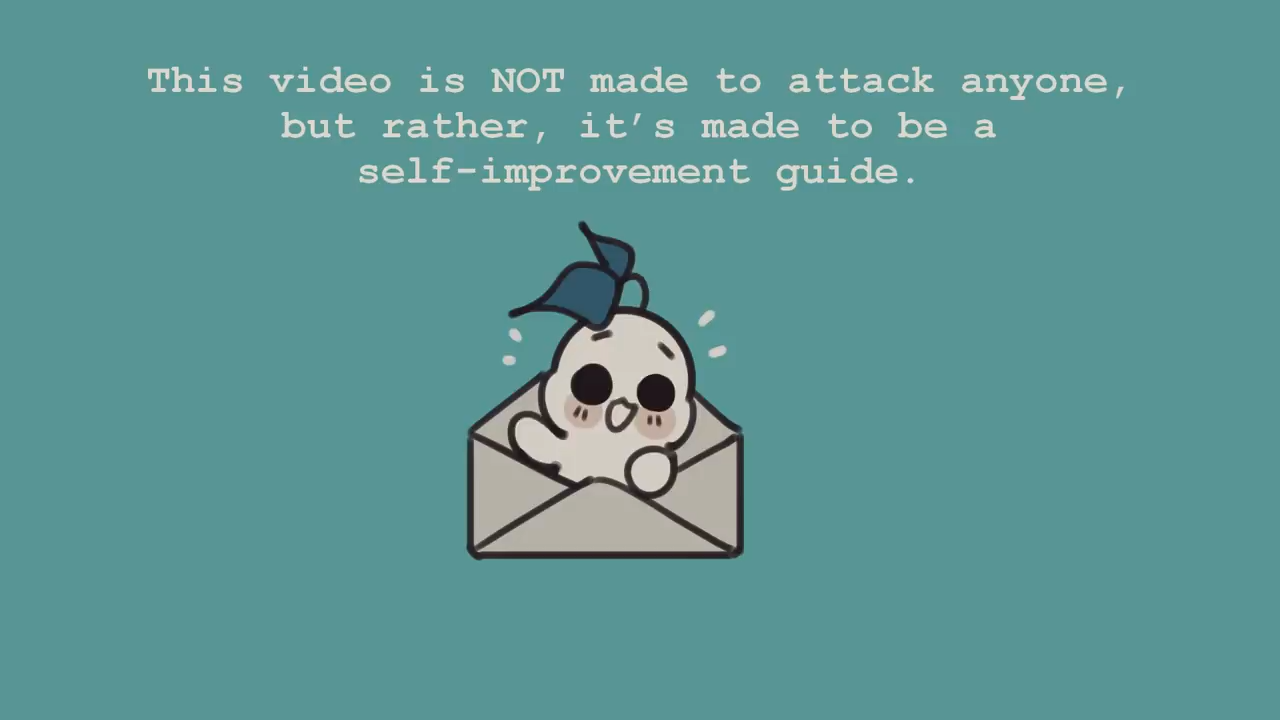 This video is NOT made to attack anyone,
but rather, it’s made to be a
self-improvement guide.